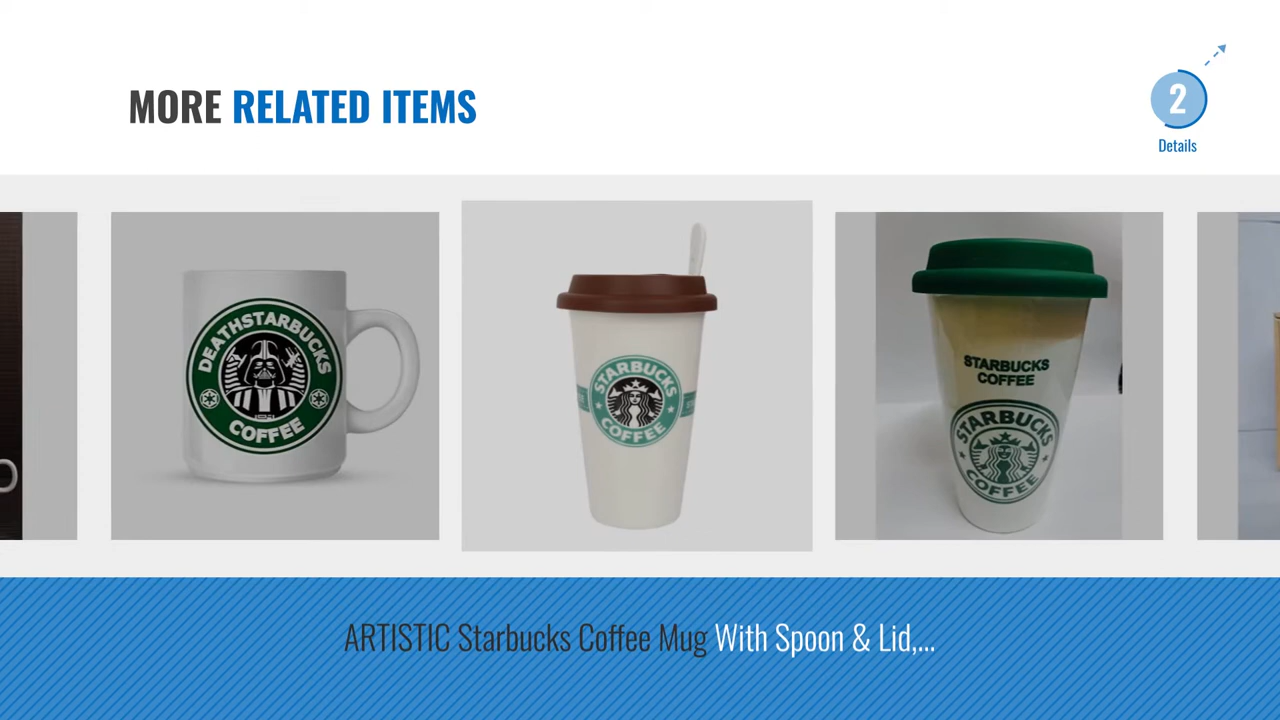 MORE RELATED ITEMS
2
Details
DEATHSTARBUCKS
COFFEE
STARBUCKS
COFFEE
STARBUCKS
COFFEE
STARBUCKS
COFFEE
ARTISTIC Starbucks Coffee Mug With Spoon & Lid,...